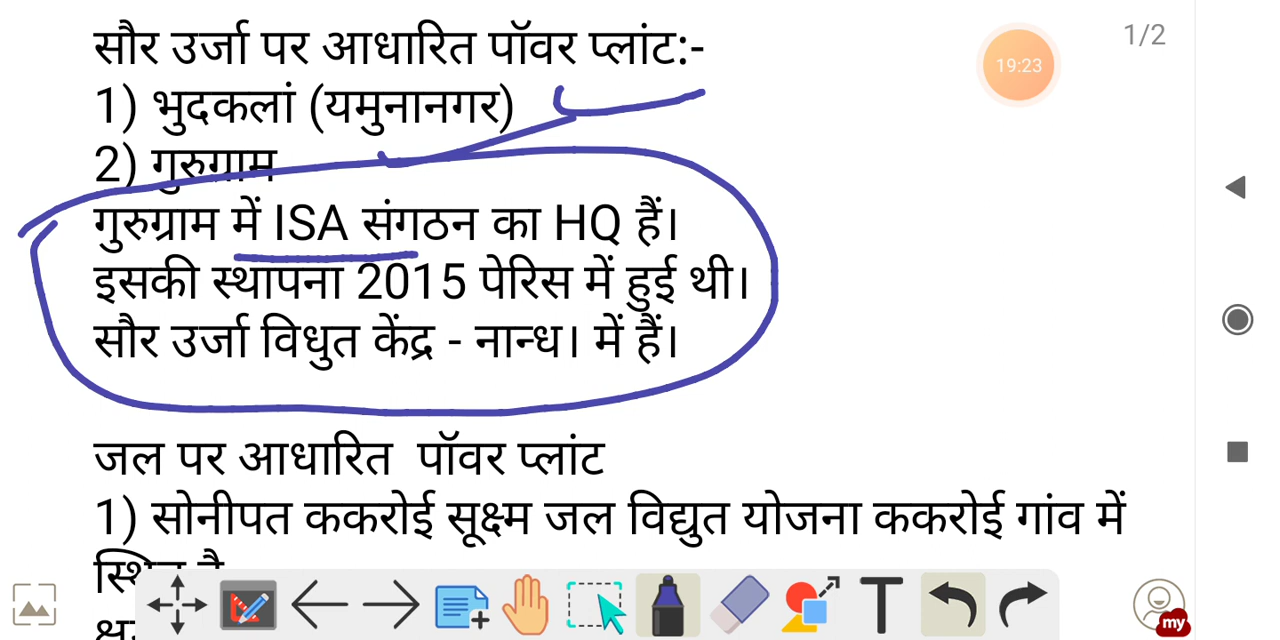 सौर उर्जा पर आधारित पॉवर प्लांट:-
1/2
19:23
1) भुदकलां (यमुनानगर)
2) गुरुग्राम
गुरुग्राम में ISA संगठन का HQ हैं।
इसकी स्थापना 2015 पेरिस में हुई थी।
सौर उर्जा विधुत केंद्र - नान्ध। में हैं।
जल पर आधारित पॉवर प्लांट
1) सोनीपत ककरोई सूक्ष्म जल विद्युत योजना ककरोई गांव में
T
my